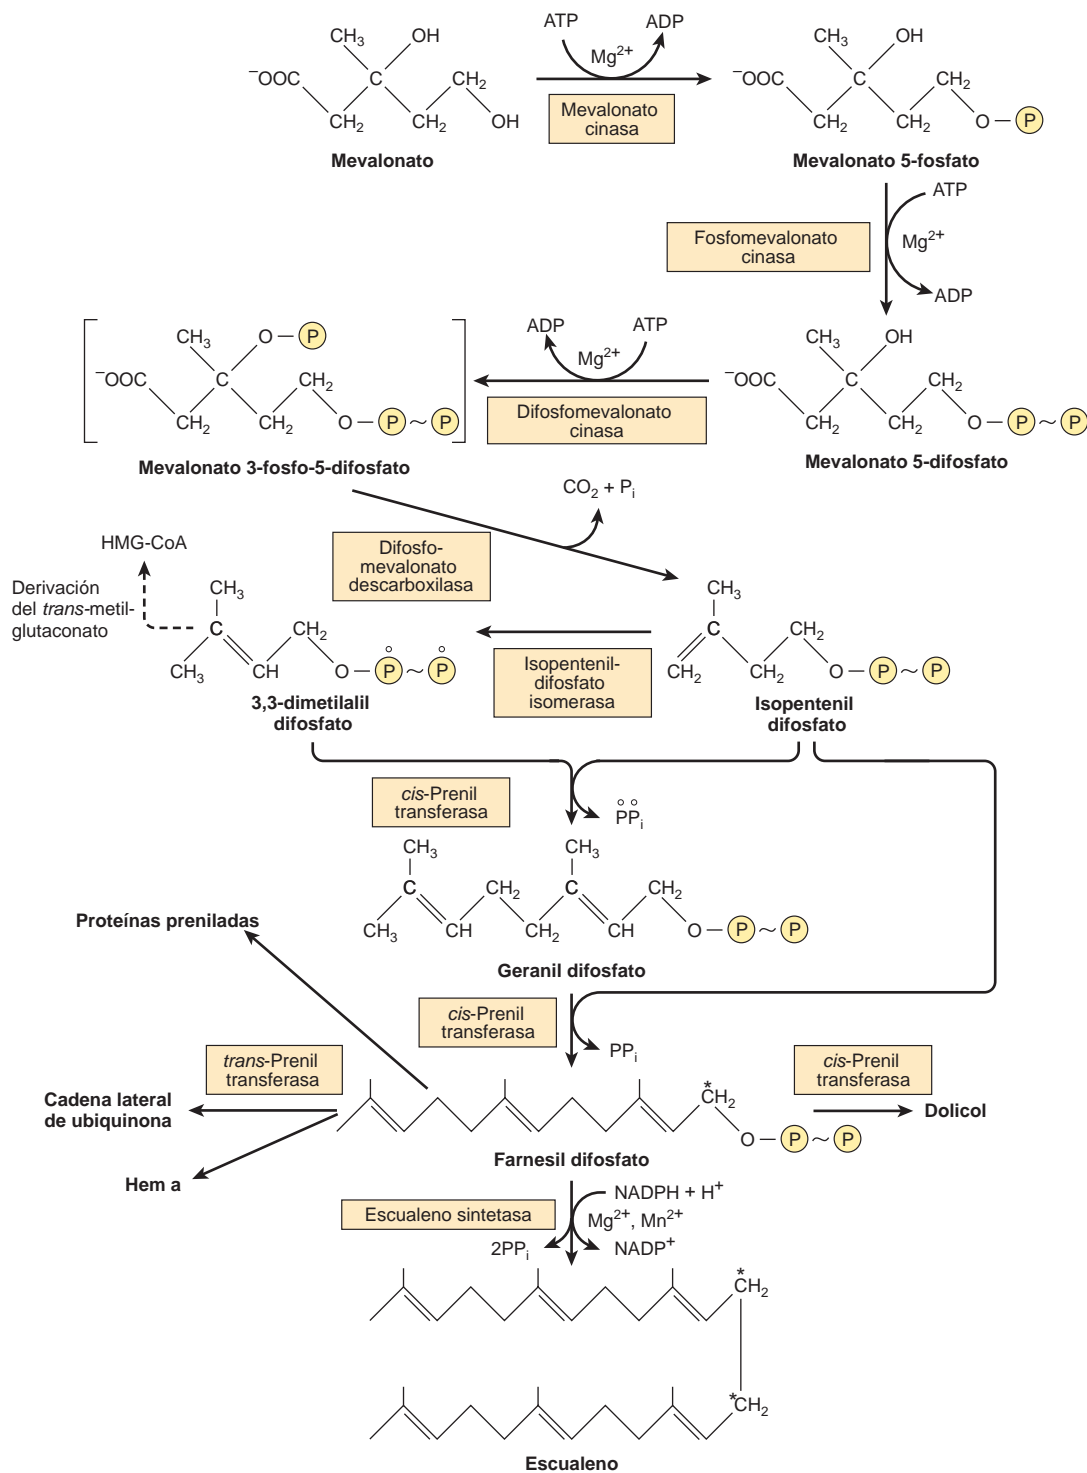 ATP
ADP
CH₃
OH
Mg²⁺
⁻OOC
C
CH₂
CH₂
CH₂
OH
Mevalonato
cinasa
Mevalonato
CH₃
OH
⁻OOC
C
CH₂
CH₂
CH₂
O – P
Mevalonato 5-fosfato
ATP
Fosfomevalonato
cinasa
Mg²⁺
ADP
CH₃
O – P
⁻OOC
C
CH₂
CH₂
CH₂
O – P ~ P
Mevalonato 3-fosfo-5-difosfato
ADP
ATP
Mg²⁺
Difosfomevalonato
cinasa
CH₃
OH
⁻OOC
C
CH₂
CH₂
CH₂
O – P ~ P
Mevalonato 5-difosfato
CO₂ + Pᵢ
Difosfo-
mevalonato
descarboxilasa
HMG-CoA
Derivación
del trans-metil-
glutaconato
CH₃
C
CH₂
CH₃
CH
O – P ~ P
3,3-dimetilalil
difosfato
Isopentenil-
difosfato
isomerasa
CH₃
C
CH₂
CH₂
CH₂
O – P ~ P
Isopentenil
difosfato
cis-Prenil
transferasa
PPᵢ
CH₃
CH₃
C
CH₂
C
CH₂
CH₃
CH
CH₂
CH
O – P ~ P
Geranil difosfato
Proteínas preniladas
cis-Prenil
transferasa
PPᵢ
trans-Prenil
transferasa
cis-Prenil
transferasa
Cadena lateral
de ubiquinona
*
CH₂
O – P ~ P
Dolicol
Hem a
Farnesil difosfato
NADPH + H⁺
Escualeno sintetasa
Mg²⁺, Mn²⁺
2PPᵢ
NADP⁺
*
CH₂
*
CH₂
Escualeno